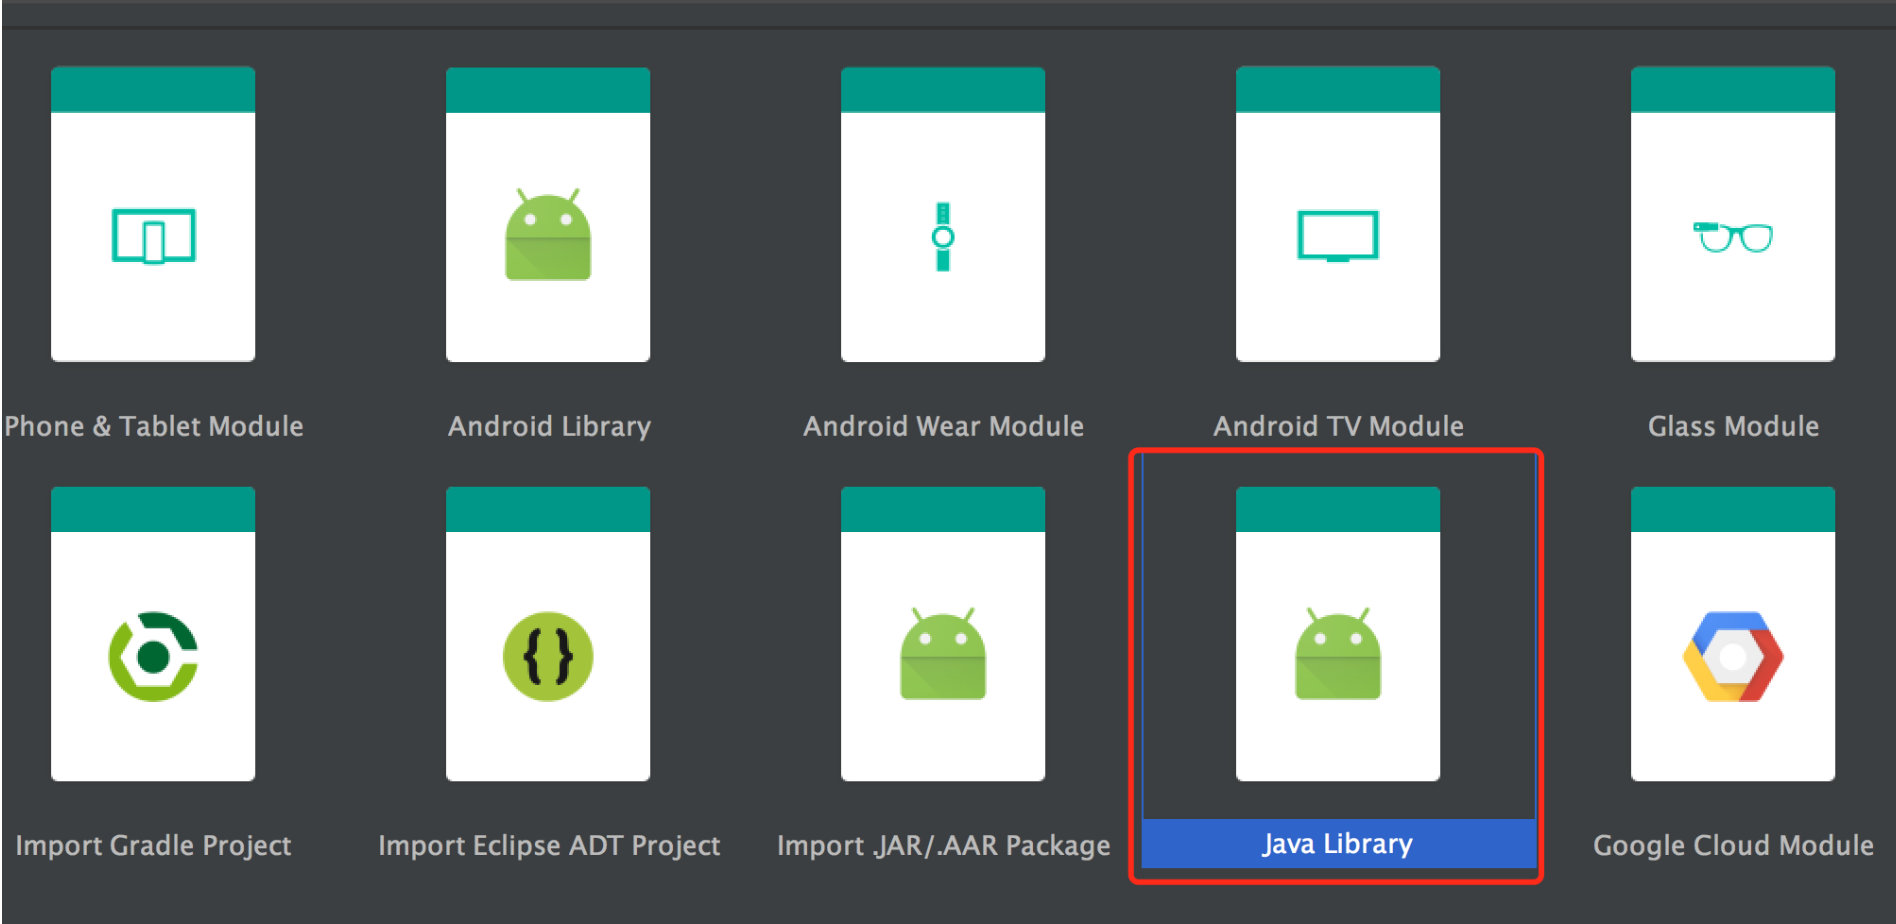 Phone & Tablet Module
Android Library
Android Wear Module
Android TV Module
Glass Module
Import Gradle Project
Import Eclipse ADT Project
Import .JAR/.AAR Package
Java Library
Google Cloud Module